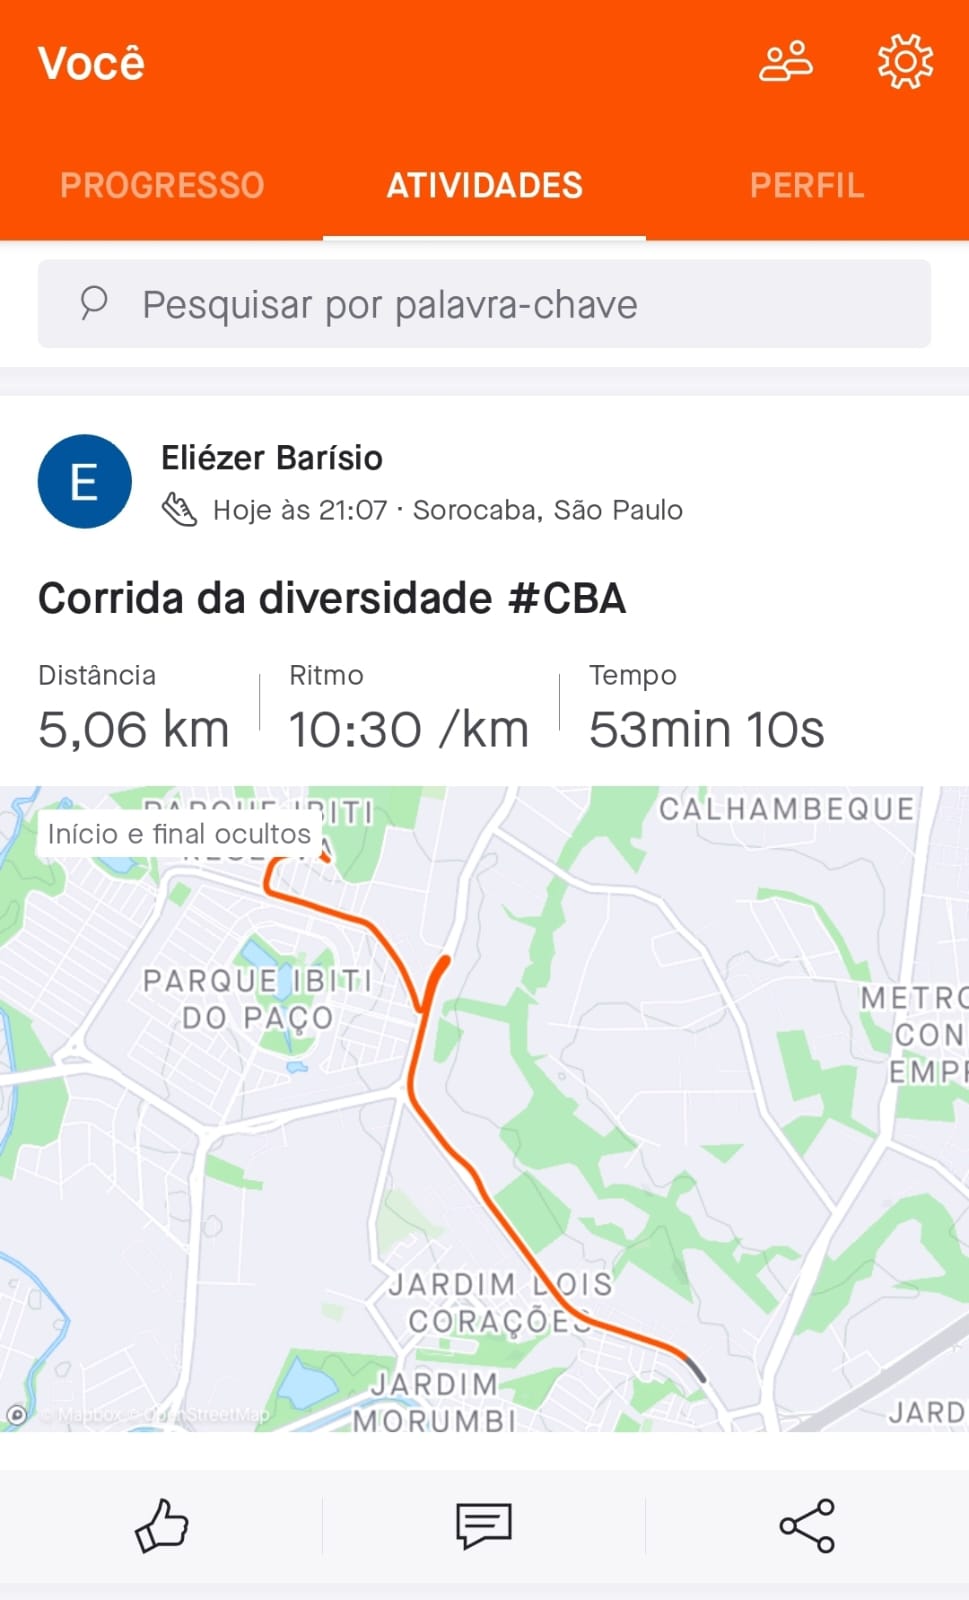 Você
PROGRESSO
ATIVIDADES
PERFIL
Pesquisar por palavra-chave
E
Eliézer Barísio
Hoje às 21:07 · Sorocaba, São Paulo
Corrida da diversidade #CBA
Distância
Ritmo
Tempo
5,06 km
10:30 /km
53min 10s
PARQUE IBITI
Início e final ocultos
CALHAMBEQUE
PARQUE IBITI
DO PAÇO
METRO
CON
EMP
JARDIM DOIS
CORAÇÕES
JARDIM
MORUMBI
JARD
© Mapbox © OpenStreetMap